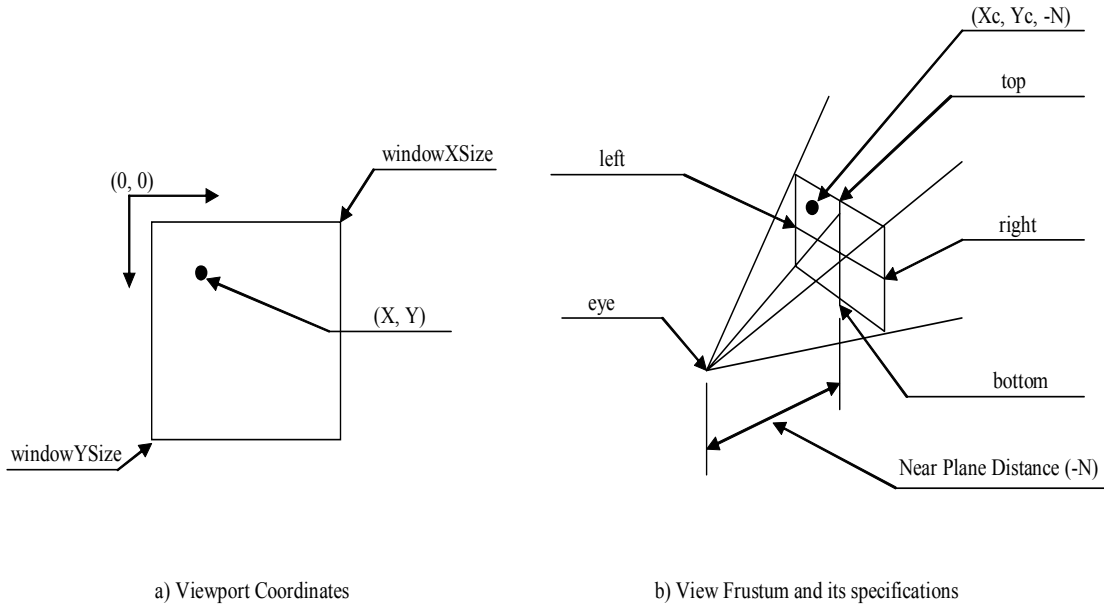 (0, 0)
windowXSize
(X, Y)
windowYSize
a) Viewport Coordinates
(Xc, Yc, -N)
top
left
right
eye
bottom
Near Plane Distance (-N)
b) View Frustum and its specifications